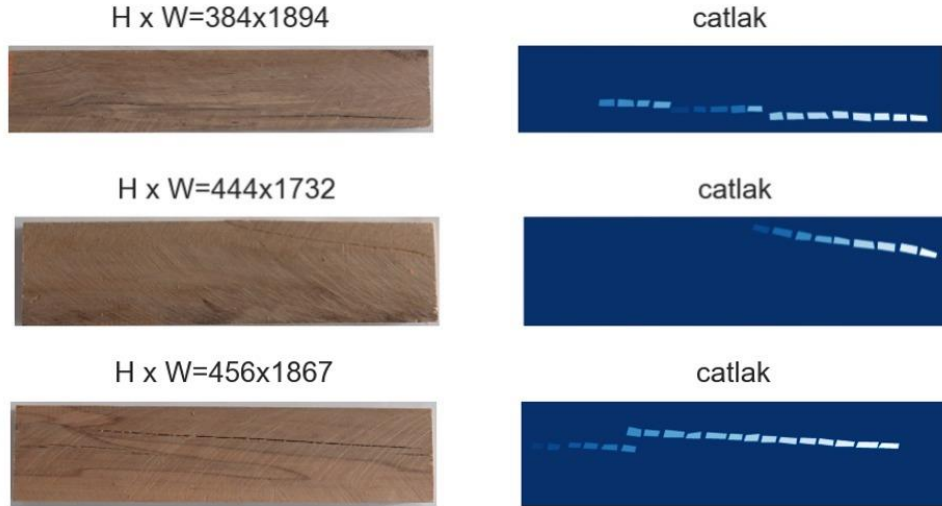 H x W=384x1894
catlak
H x W=444x1732
catlak
H x W=456x1867
catlak